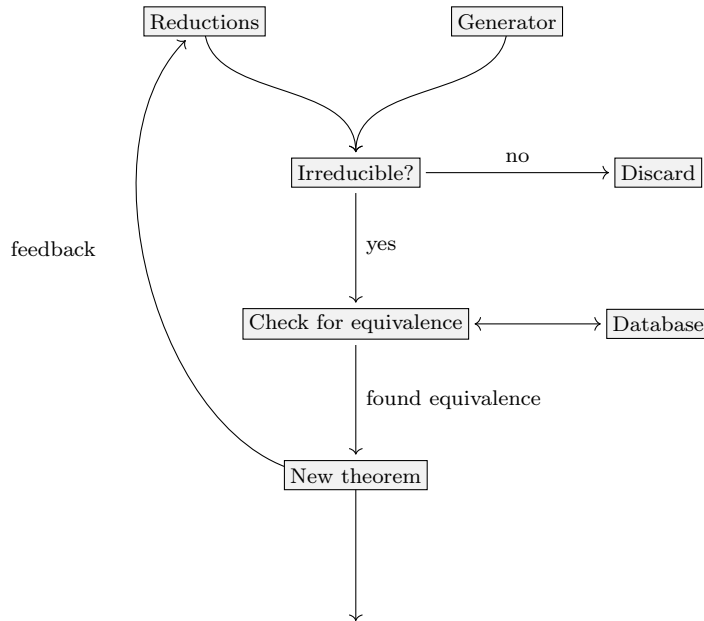 Reductions
Generator
Irreducible?
no
Discard
feedback
yes
Check for equivalence
Database
found equivalence
New theorem